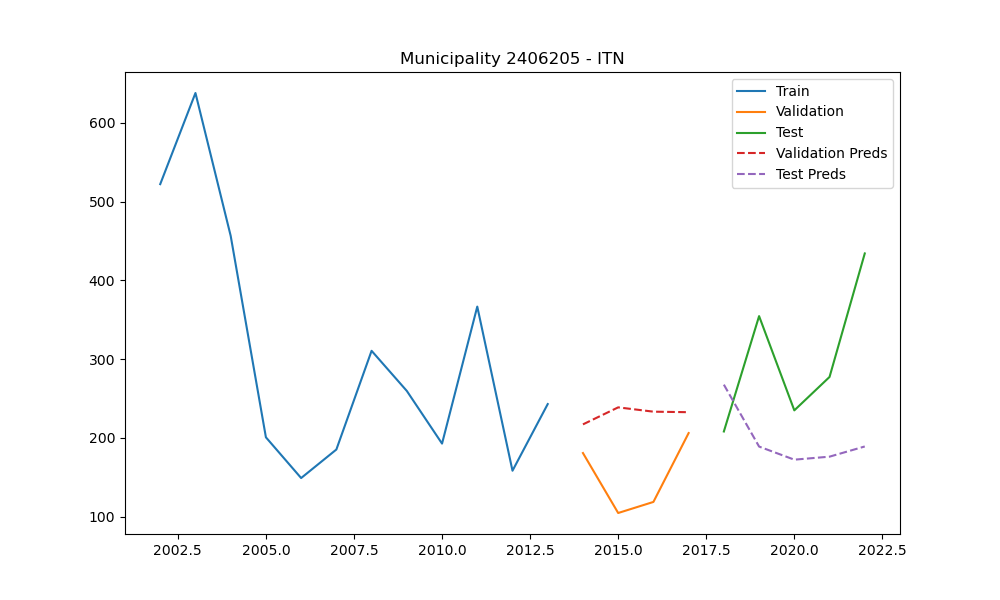 Municipality 2406205 - ITN
Train
Validation
Test
Validation Preds
Test Preds
600
500
400
300
200
100
2002.5 2005.0 2007.5 2010.0 2012.5 2015.0 2017.5 2020.0 2022.5